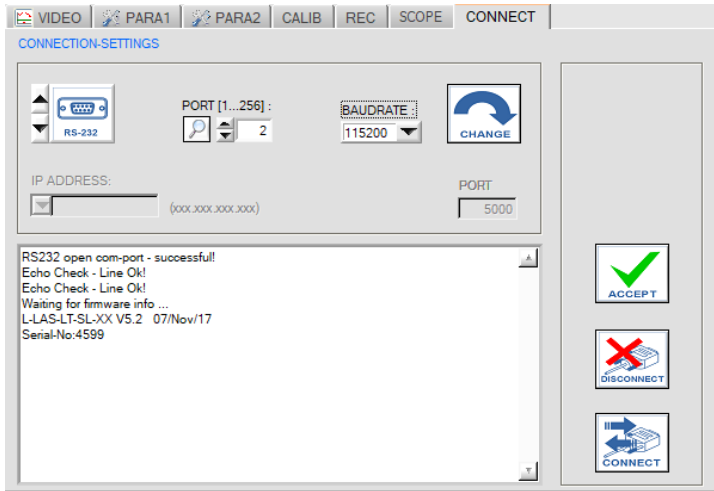 VIDEO PARA1 PARA2 CALIB REC SCOPE CONNECT
CONNECTION-SETTINGS
RS-232
PORT [1...256] :
2
BAUDRATE :
115200
CHANGE
IP ADDRESS:
(xxx.xxx.xxx.xxx)
PORT
5000
RS232 open com-port - successful!
Echo Check - Line Ok!
Echo Check - Line Ok!
Waiting for firmware info ...
L-LAS-LT-SL-XX V5.2   07/Nov/17
Serial-No:4599
ACCEPT
DISCONNECT
CONNECT